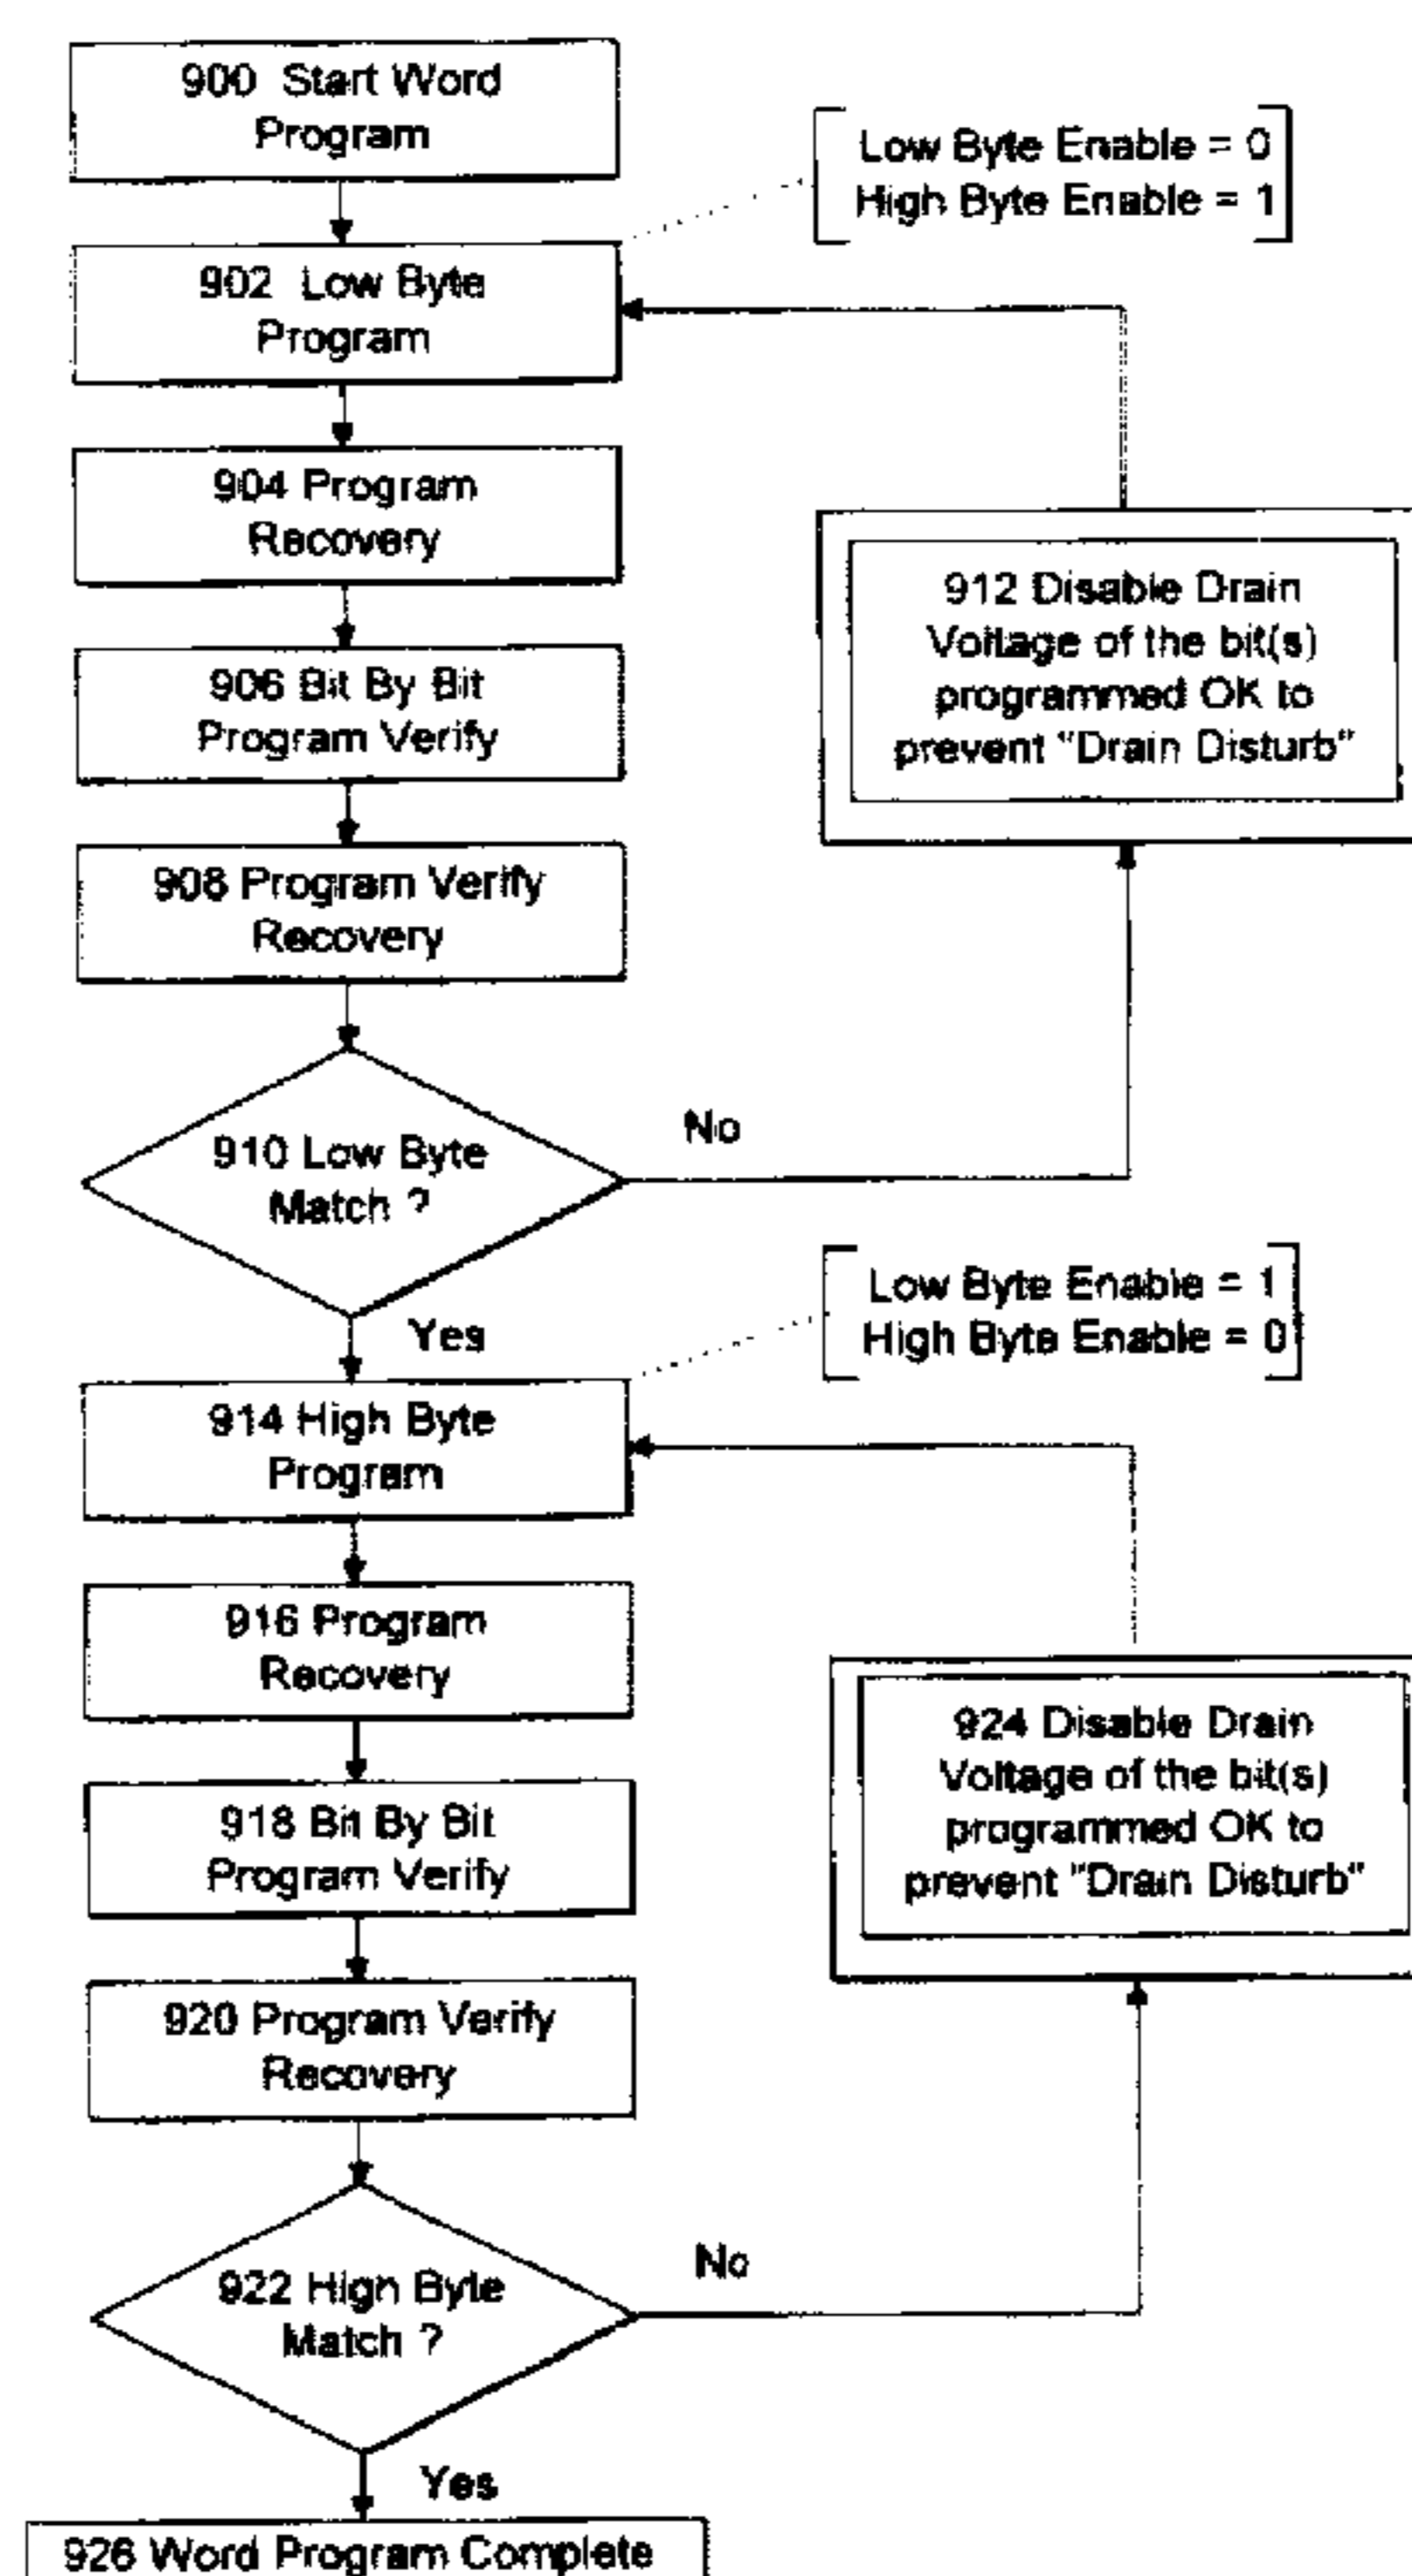 900 Start Word
Program
Low Byte Enable = 0
High Byte Enable = 1
902 Low Byte
Program
904 Program
Recovery
912 Disable Drain
Voltage of the bit(s)
programmed OK to
prevent "Drain Disturb"
906 Bit By Bit
Program Verify
908 Program Verify
Recovery
No
910 Low Byte
Match ?
Yes
Low Byte Enable = 1
High Byte Enable = 0
914 High Byte
Program
916 Program
Recovery
924 Disable Drain
Voltage of the bit(s)
programmed OK to
prevent "Drain Disturb"
918 Bit By Bit
Program Verify
920 Program Verify
Recovery
No
922 High Byte
Match ?
Yes
926 Word Program Complete